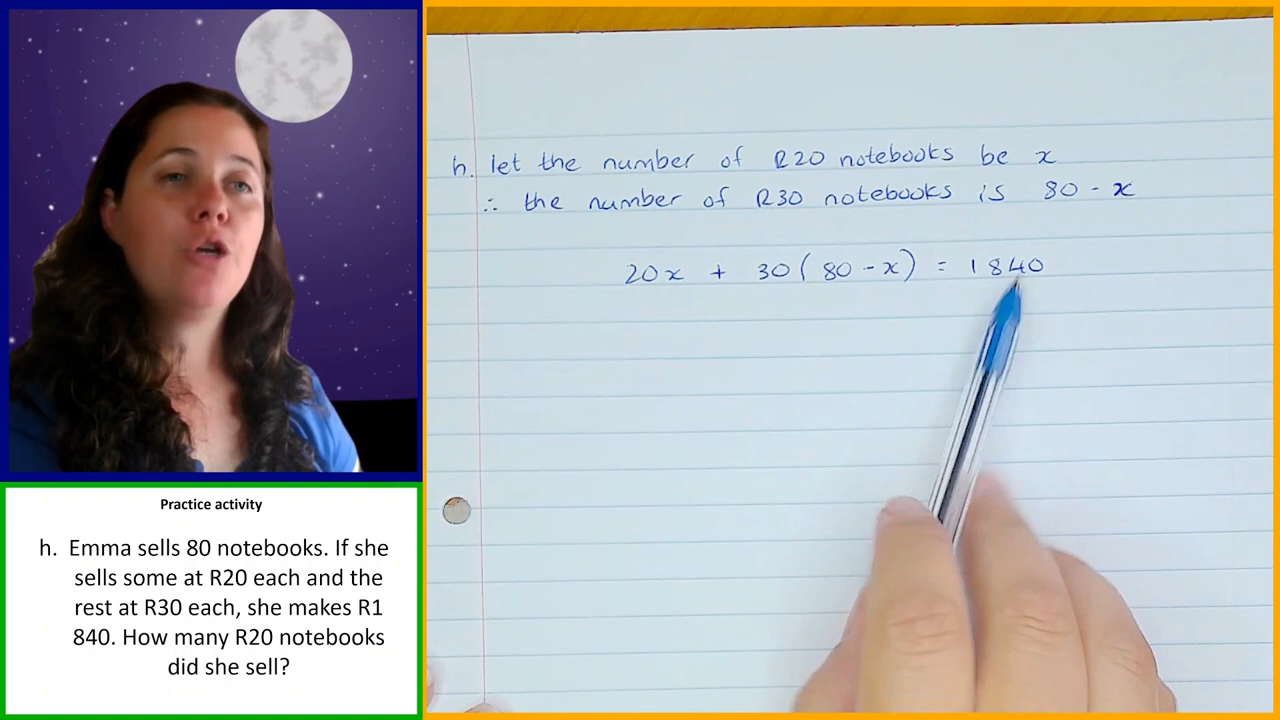 h. let the number of R20 notebooks be x
∴ the number of R30 notebooks is 80 - x
20x + 30(80 - x) = 1840
Practice activity
h. Emma sells 80 notebooks. If she
sells some at R20 each and the
rest at R30 each, she makes R1
840. How many R20 notebooks
did she sell?